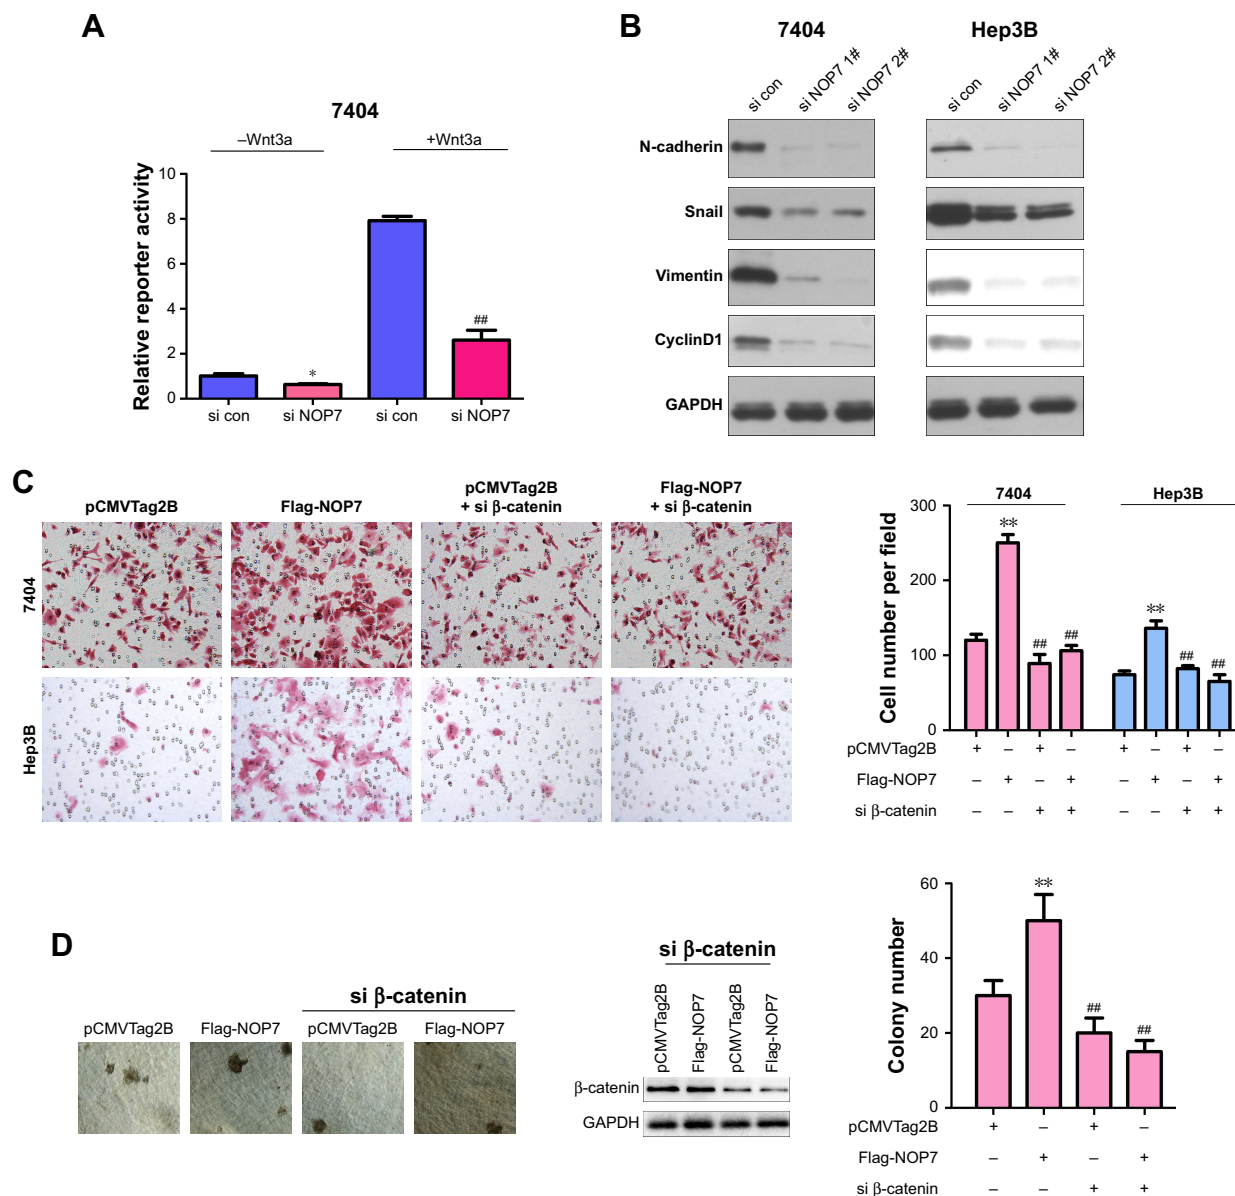 A
7404
–Wnt3a
+Wnt3a
Relative reporter activity
10
8
6
4
2
0
*
##
si con
si NOP7
si con
si NOP7
B
7404
Hep3B
si con
si NOP7 1#
si NOP7 2#
si con
si NOP7 1#
si NOP7 2#
N-cadherin
Snail
Vimentin
CyclinD1
GAPDH
C
pCMVTag2B
Flag-NOP7
pCMVTag2B
+ si β-catenin
Flag-NOP7
+ si β-catenin
7404
Hep3B
7404
Hep3B
Cell number per field
300
200
100
0
**
##
##
**
##
##
pCMVTag2B
+ – + – + – + –
Flag-NOP7
– + – + – + – +
si β-catenin
– – + + – – + +
D
si β-catenin
pCMVTag2B
Flag-NOP7
pCMVTag2B
Flag-NOP7
si β-catenin
pCMVTag2B
Flag-NOP7
pCMVTag2B
Flag-NOP7
β-catenin
GAPDH
Colony number
60
40
20
0
**
##
##
pCMVTag2B
+ – + –
Flag-NOP7
– + – +
si β-catenin
– – + +